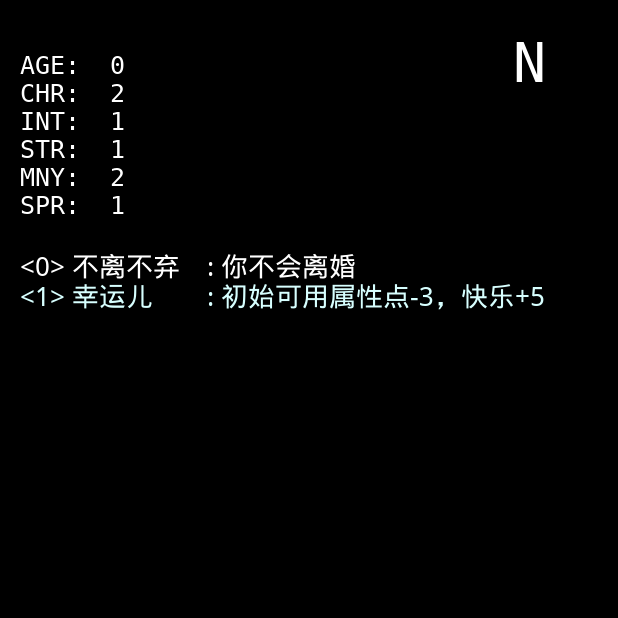 N
AGE: 0
CHR: 2
INT: 1
STR: 1
MNY: 2
SPR: 1
<0> 不离不弃 : 你不会离婚
<1> 幸运儿 : 初始可用属性点-3，快乐+5